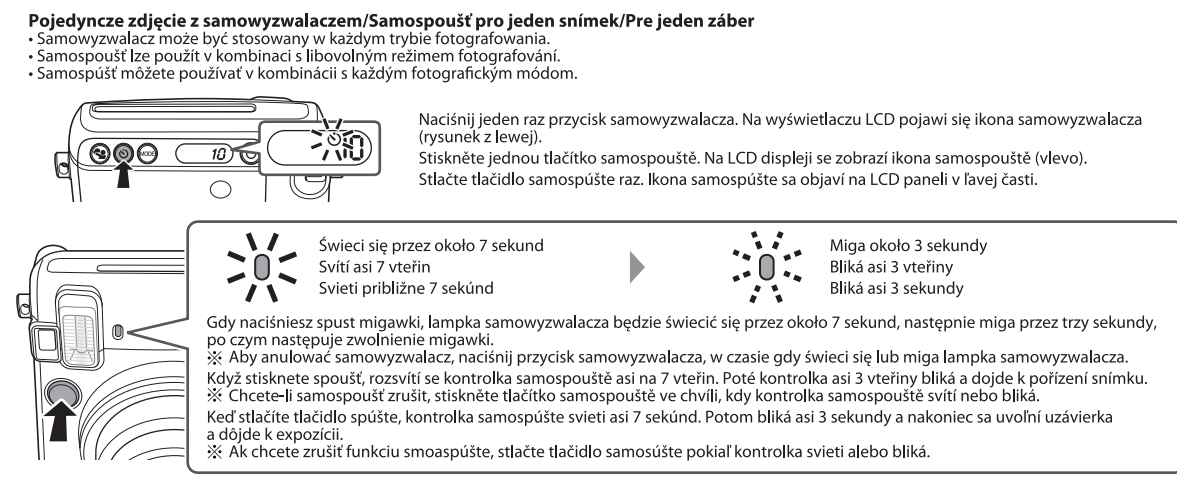 Pojedyncze zdjęcie z samowyzwalaczem/Samospoušť pro jeden snímek/Pre jeden záber
• Samowyzwalacz może być stosowany w każdym trybie fotografowania.
• Samospoušť lze použít v kombinaci s libovolným režimem fotografování.
• Samospúšť môžete používať v kombinácii s každým fotografickým módom.
MODE
10
10
Naciśnij jeden raz przycisk samowyzwalacza. Na wyświetlaczu LCD pojawi się ikona samowyzwalacza
(rysunek z lewej).
Stiskněte jednou tlačítko samospouště. Na LCD displeji se zobrazí ikona samospouště (vlevo).
Stlačte tlačidlo samospúšte raz. Ikona samospúšte sa objaví na LCD paneli v ľavej časti.
Świeci się przez około 7 sekund
Svítí asi 7 vteřin
Svieti približne 7 sekúnd
Miga około 3 sekundy
Bliká asi 3 vteřiny
Bliká asi 3 sekundy
Gdy naciśniesz spust migawki, lampka samowyzwalacza będzie świecić się przez około 7 sekund, następnie miga przez trzy sekundy,
po czym następuje zwolnienie migawki.
※ Aby anulować samowyzwalacz, naciśnij przycisk samowyzwalacza, w czasie gdy świeci się lub miga lampka samowyzwalacza.
Když stisknete spoušť, rozsvítí se kontrolka samospouště asi na 7 vteřin. Poté kontrolka asi 3 vteřiny bliká a dojde k pořízení snímku.
※ Chcete-li samospoušť zrušit, stiskněte tlačítko samospouště ve chvíli, kdy kontrolka samospouště svítí nebo bliká.
Keď stlačíte tlačidlo spúšte, kontrolka samospúšte svieti asi 7 sekúnd. Potom bliká asi 3 sekundy a nakoniec sa uvoľní uzávierka
a dôjde k expozícii.
※ Ak chcete zrušiť funkciu smoaspúšte, stlačte tlačidlo samosúšte pokiaľ kontrolka svieti alebo bliká.